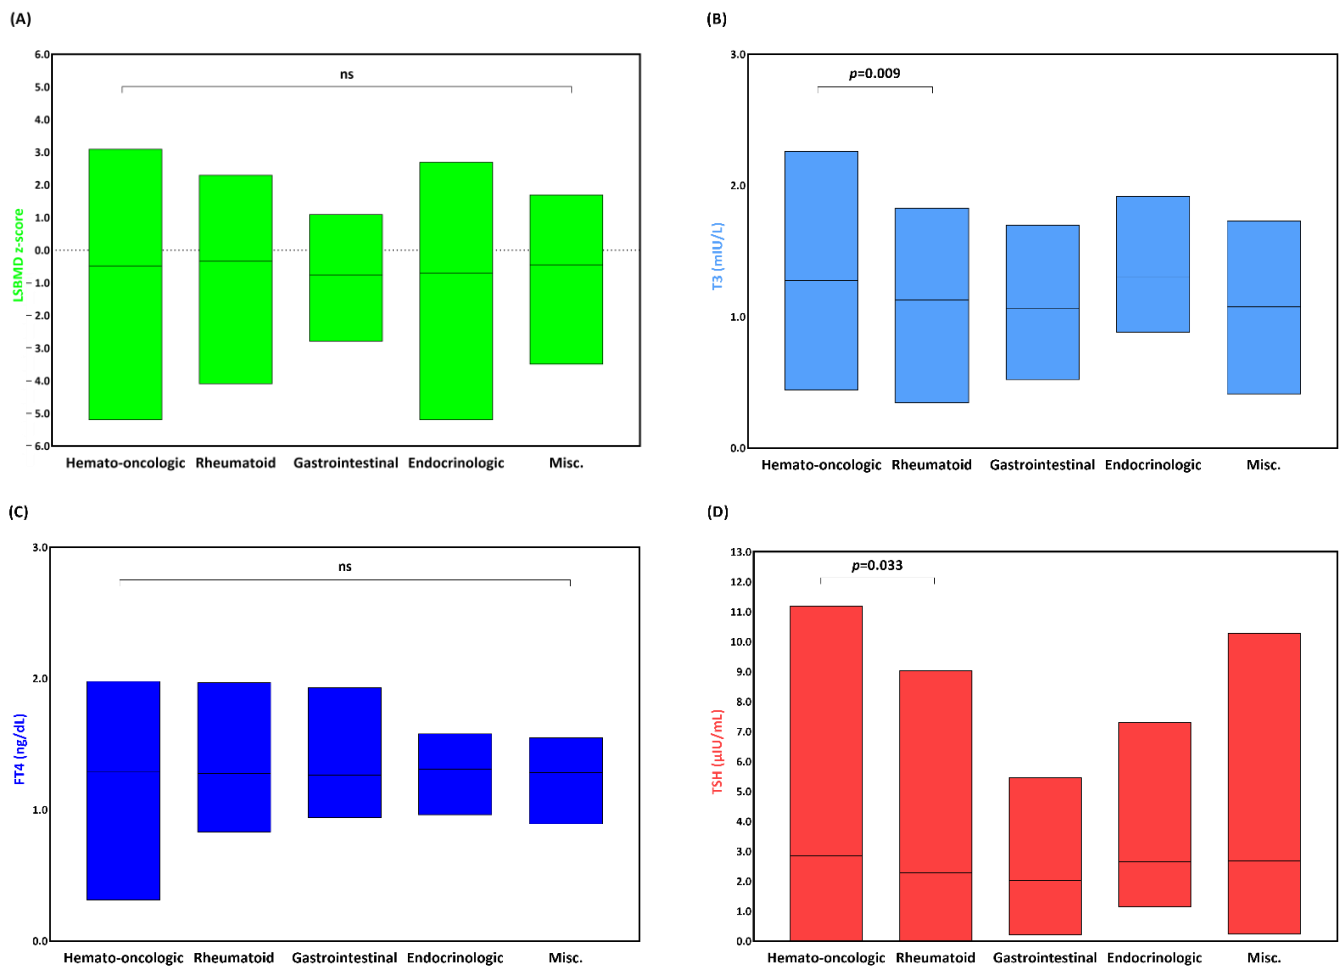 (A)
6.0
5.0
4.0
3.0
2.0
1.0
0.0
−1.0
−2.0
−3.0
−4.0
−5.0
−6.0
LSBMD z-score
ns
Hemato-oncologic Rheumatoid Gastrointestinal Endocrinologic Misc.
(B)
3.0
2.0
1.0
0.0
T3 (mIU/L)
p=0.009
Hemato-oncologic Rheumatoid Gastrointestinal Endocrinologic Misc.
(C)
3.0
2.0
1.0
0.0
FT4 (ng/dL)
ns
Hemato-oncologic Rheumatoid Gastrointestinal Endocrinologic Misc.
(D)
13.0
12.0
11.0
10.0
9.0
8.0
7.0
6.0
5.0
4.0
3.0
2.0
1.0
0.0
TSH (µIU/mL)
p=0.033
Hemato-oncologic Rheumatoid Gastrointestinal Endocrinologic Misc.